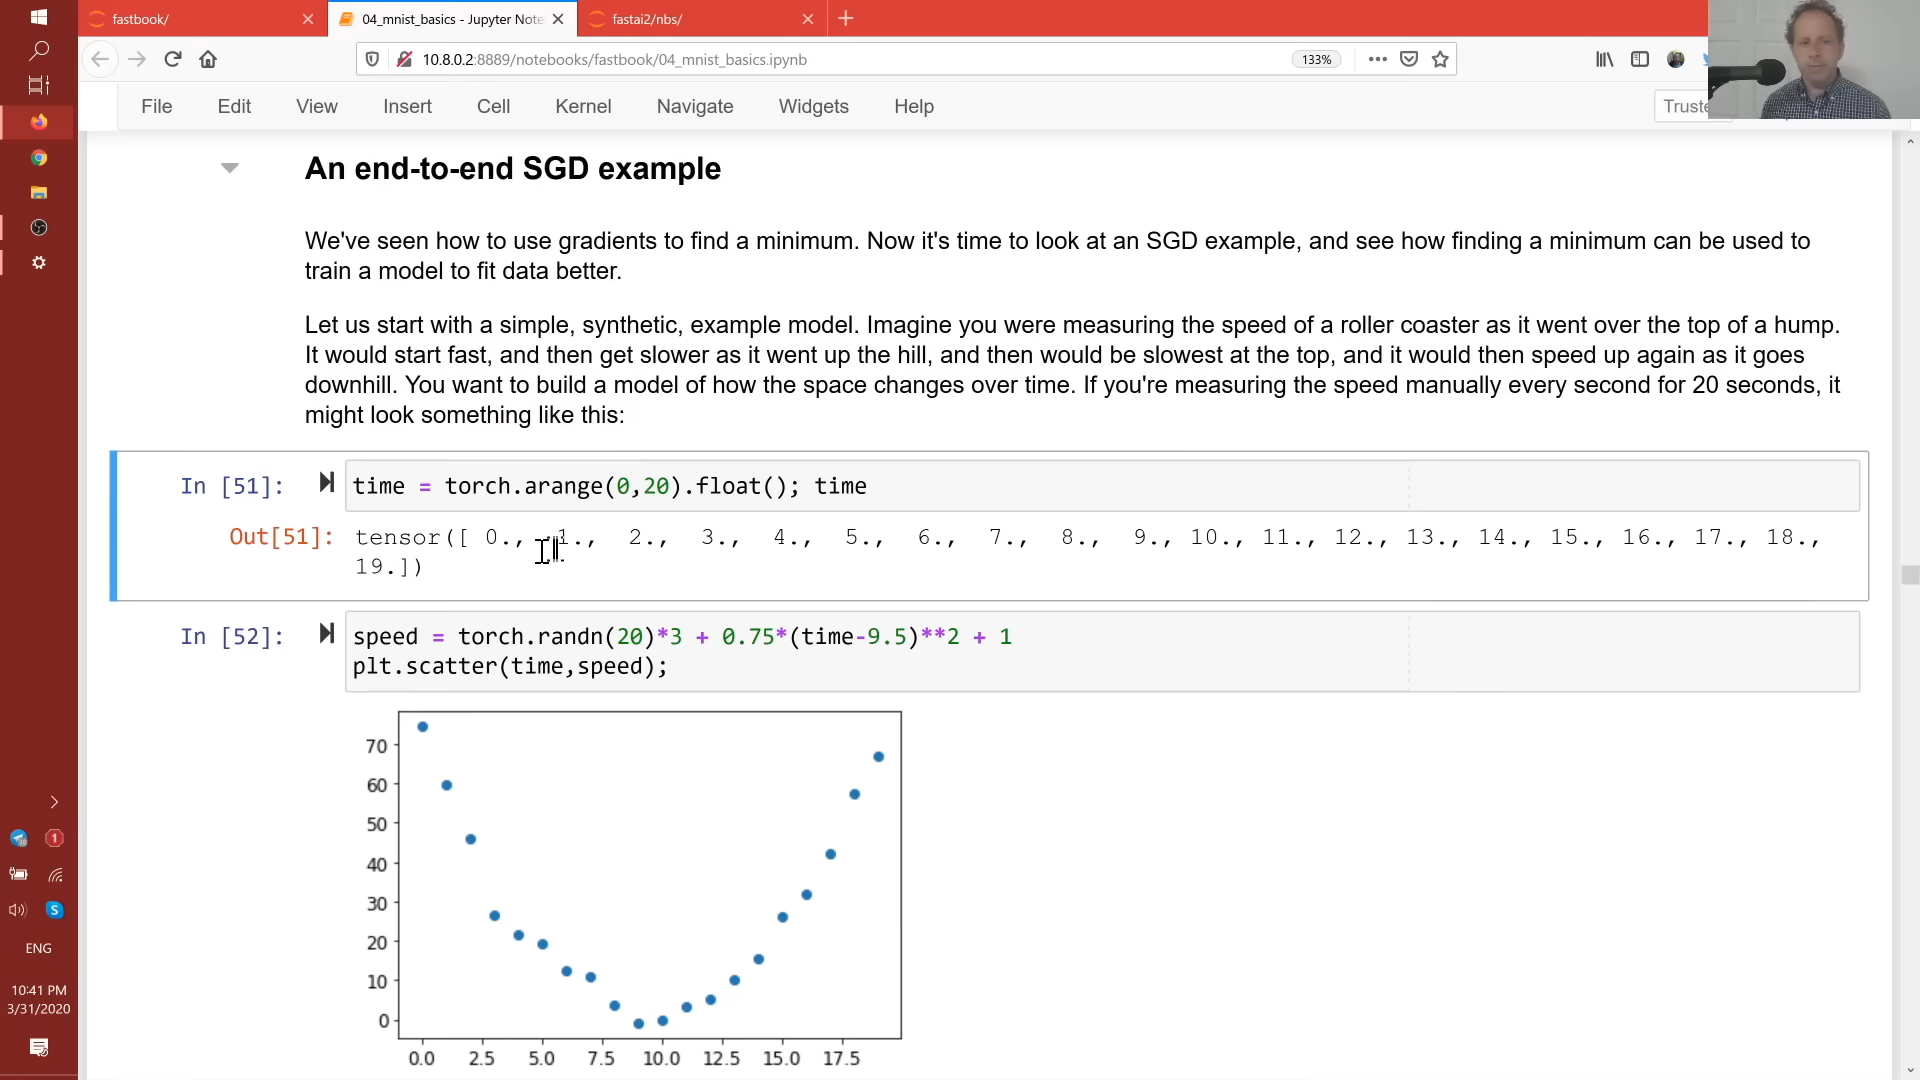 fastbook/
04_mnist_basics - Jupyter Note
fastai2/nbs/
10.8.0.2:8889/notebooks/fastbook/04_mnist_basics.ipynb
133%
File Edit View Insert Cell Kernel Navigate Widgets Help
Truste
An end-to-end SGD example
We've seen how to use gradients to find a minimum. Now it's time to look at an SGD example, and see how finding a minimum can be used to
train a model to fit data better.
Let us start with a simple, synthetic, example model. Imagine you were measuring the speed of a roller coaster as it went over the top of a hump.
It would start fast, and then get slower as it went up the hill, and then would be slowest at the top, and it would then speed up again as it goes
downhill. You want to build a model of how the space changes over time. If you're measuring the speed manually every second for 20 seconds, it
might look something like this:
In [51]: time = torch.arange(0,20).float(); time
Out[51]: tensor([ 0., 1., 2., 3., 4., 5., 6., 7., 8., 9., 10., 11., 12., 13., 14., 15., 16., 17., 18.,
19.])
In [52]: speed = torch.randn(20)*3 + 0.75*(time-9.5)**2 + 1
plt.scatter(time,speed);
70
60
50
40
30
20
10
0
0.0 2.5 5.0 7.5 10.0 12.5 15.0 17.5
1
S
ENG
10:41 PM
3/31/2020